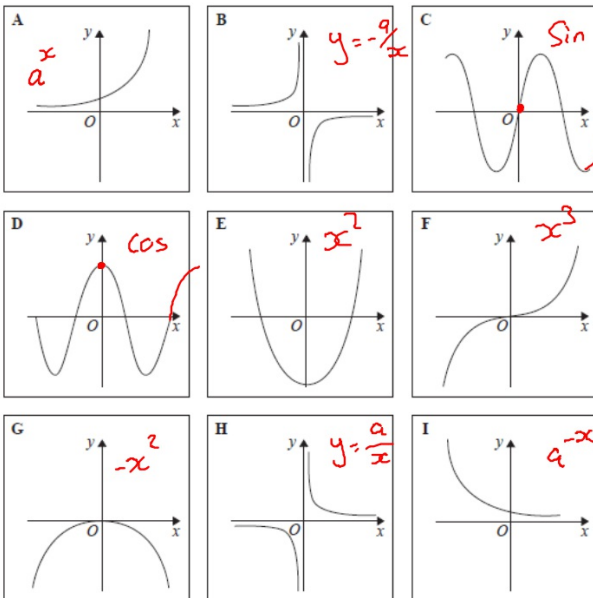 A
y
a^x
O
x
B
y
y = -a/x
O
x
C
y
Sin
O
x
D
y
cos
O
x
E
y
x^2
O
x
F
y
x^3
O
x
G
y
-x^2
O
x
H
y
y = a/x
O
x
I
y
a^-x
O
x